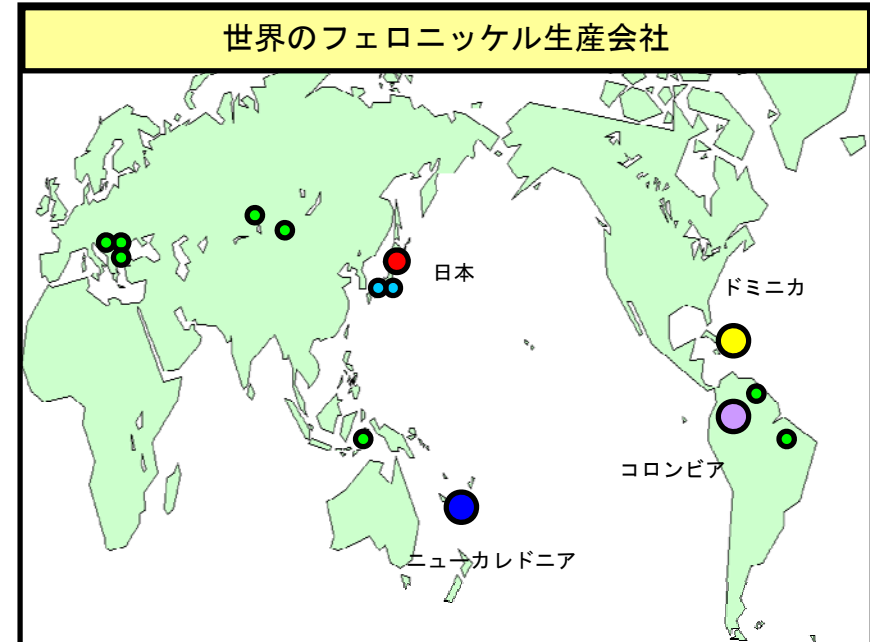 世界のフェロニッケル生産会社
日本
ドミニカ
コロンビア
ニューカレドニア